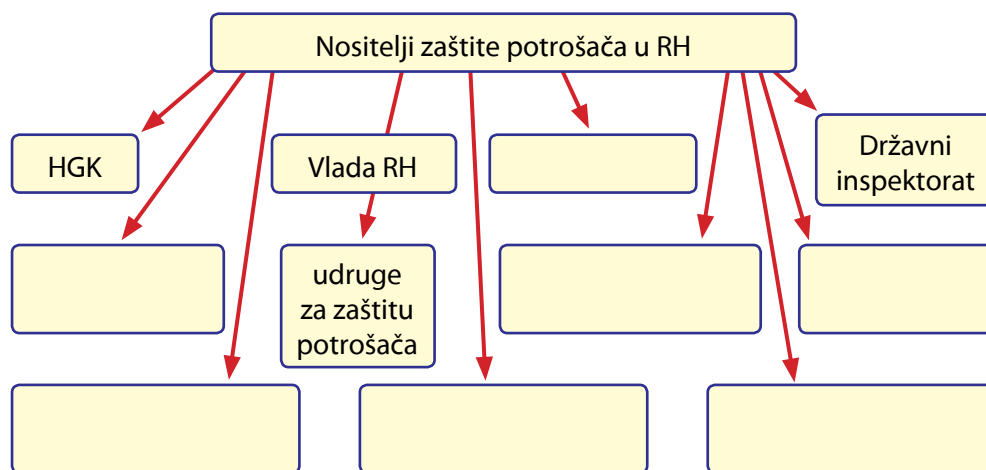 Nositelji zaštite potrošača u RH
HGK
Vlada RH
Državni
inspektorat
udruge
za zaštitu
potrošača